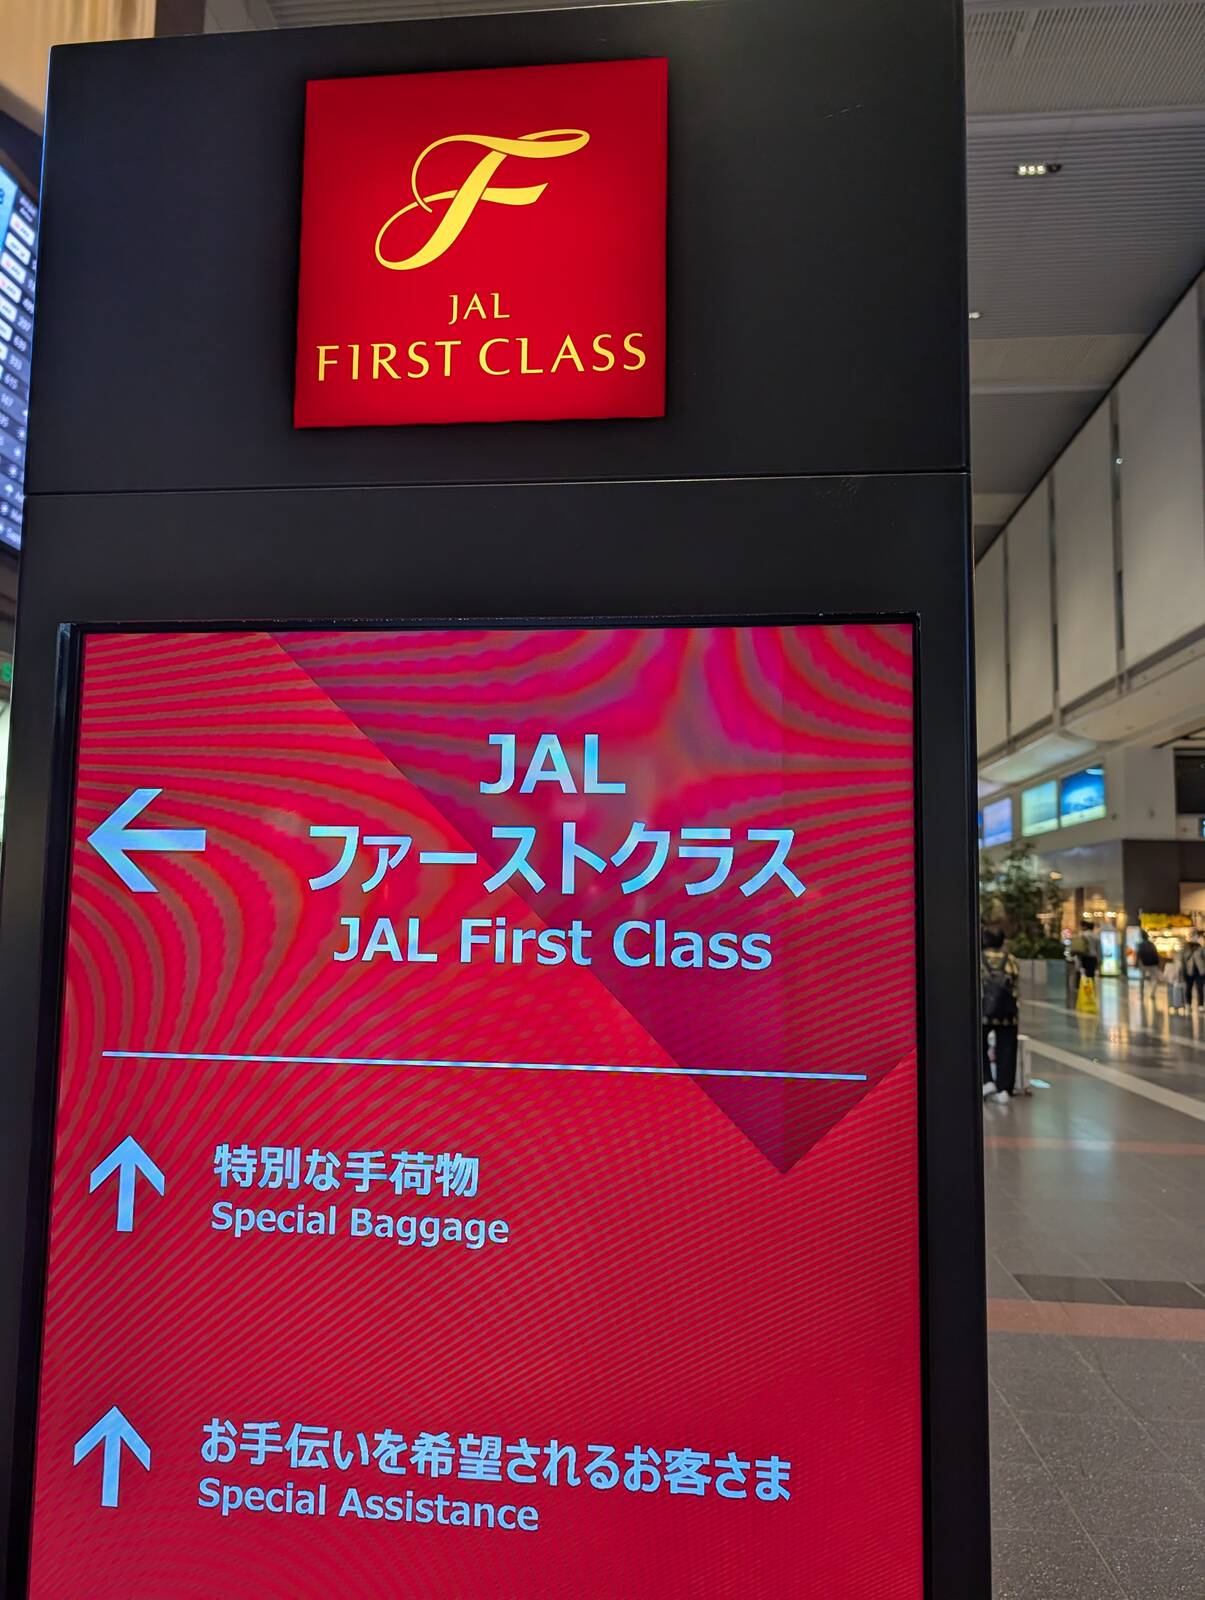 F
JAL
FIRST CLASS
←
JAL
ファーストクラス
JAL First Class
↑
特別な手荷物
Special Baggage
↑
お手伝いを希望されるお客さま
Special Assistance